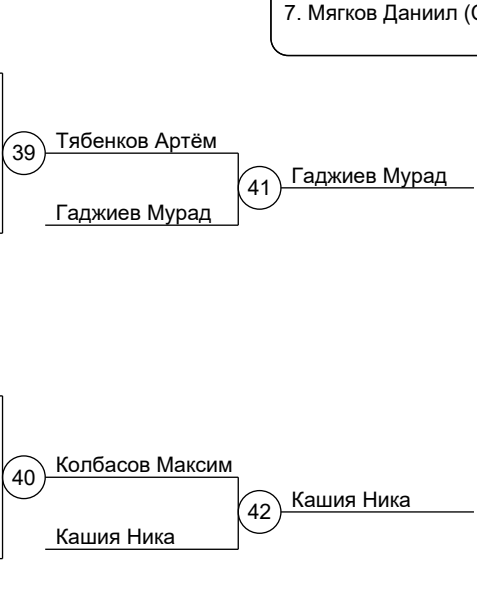 7. Мягков Даниил (
39
Тябенков Артём
41
Гаджиев Мурад
Гаджиев Мурад
40
Колбасов Максим
42
Кашия Ника
Кашия Ника